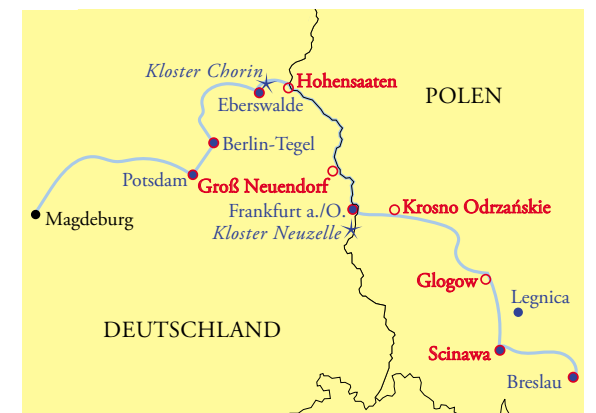 Kloster Chorin
Hohensaaten
POLEN
Eberswalde
Berlin-Tegel
Potsdam
Groß Neuendorf
Frankfurt a./O.
Krosno Odrzańskie
Magdeburg
Kloster Neuzelle
Glogow
Legnica
DEUTSCHLAND
Scinawa
Breslau